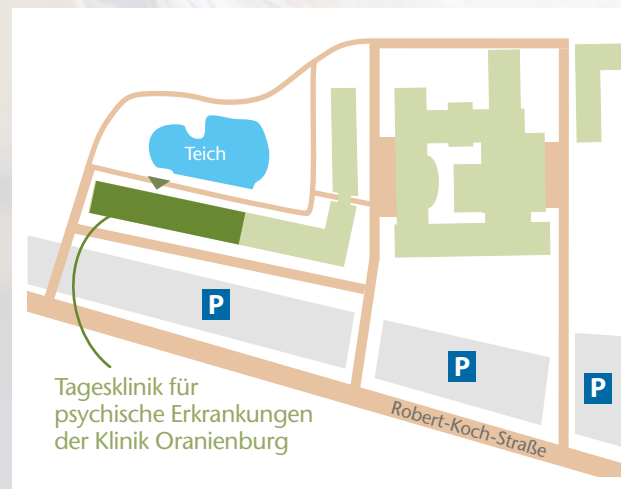 Teich
P
P
P
Robert-Koch-Straße
Tagesklinik für
psychische Erkrankungen
der Klinik Oranienburg